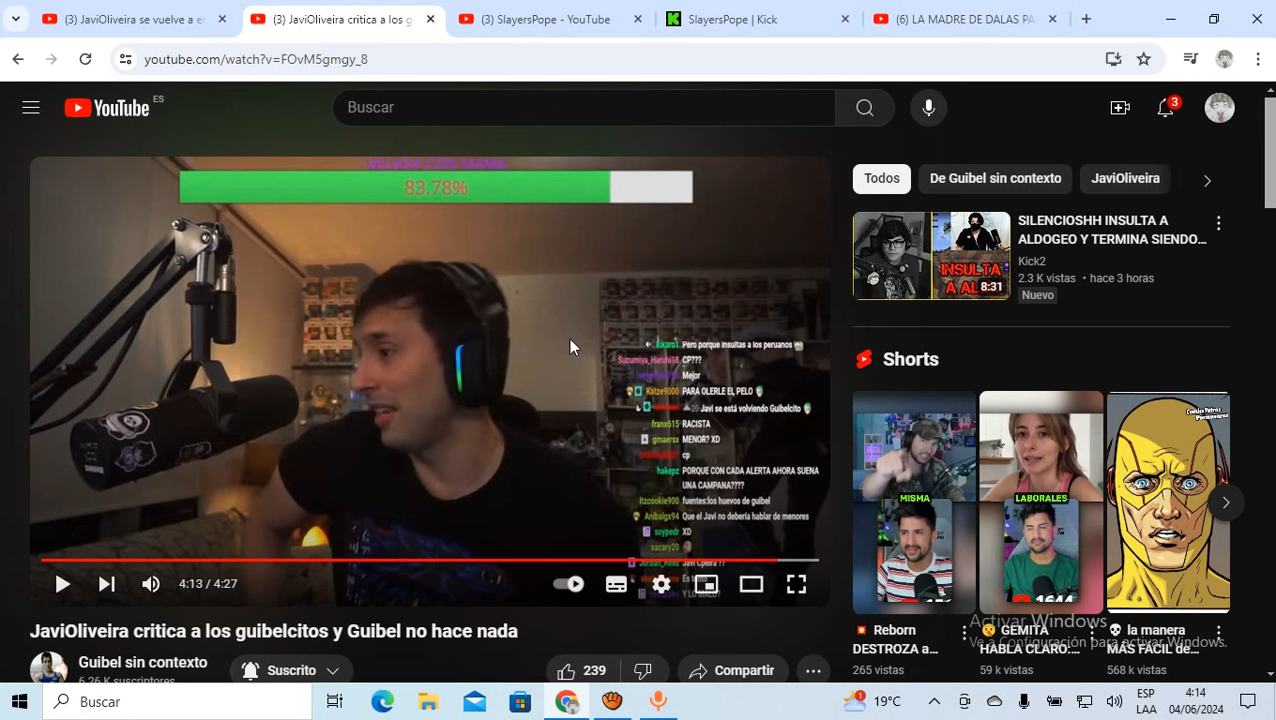 (3) JaviOliveira se vuelve a e
(3) JaviOliveira critica a los g
(3) SlayersPope - YouTube
SlayersPope | Kick
(6) LA MADRE DE DALAS PA
youtube.com/watch?v=FOvM5gmgy_8
YouTube ES
Buscar
3
VELADA CON MAMA
83.78%
Pero porque insultas a los peruanos
Suzumiya_Haruhi18 CP???
Mejor
Katze9000 PARA OLERLE EL PELO
Javi se está volviendo Guibelcito
franx615 RACISTA
gmaersx MENOR? XD
cp
hakepz PORQUE CON CADA ALERTA AHORA SUENA
UNA CAMPANA????
itzcookie900 fuentes:los huevos de guibel
Anibalgx94 Que el Javi no debería hablar de menores
soypedr XD
sacary20
4:13 / 4:27
JaviOliveira critica a los guibelcitos y Guibel no hace nada
Guibel sin contexto
6.26 K suscriptores
Suscrito
239
Compartir
Todos
De Guibel sin contexto
JaviOliveira
INSULTA
A AL
8:31
SILENCIOSHH INSULTA A
ALDOGEO Y TERMINA SIENDO...
Kick2
2.3 K vistas • hace 3 horas
Nuevo
Shorts
MISMA
LABORALES
💥 Reborn
DESTROZA a...
265 vistas
🤫 GEMITA
HABLA CLARO:...
59 k vistas
💀 la manera
MAS FÁCIL de...
568 k vistas
Activar Windows
Ve a Configuración para activar Windows.
Buscar
19°C
ESP
LAA
4:14
04/06/2024